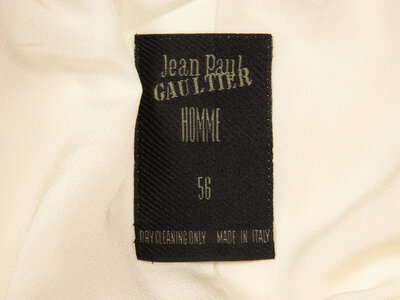 Jean Paul
GAULTIER
HOMME
56
DRY CLEANING ONLY MADE IN ITALY